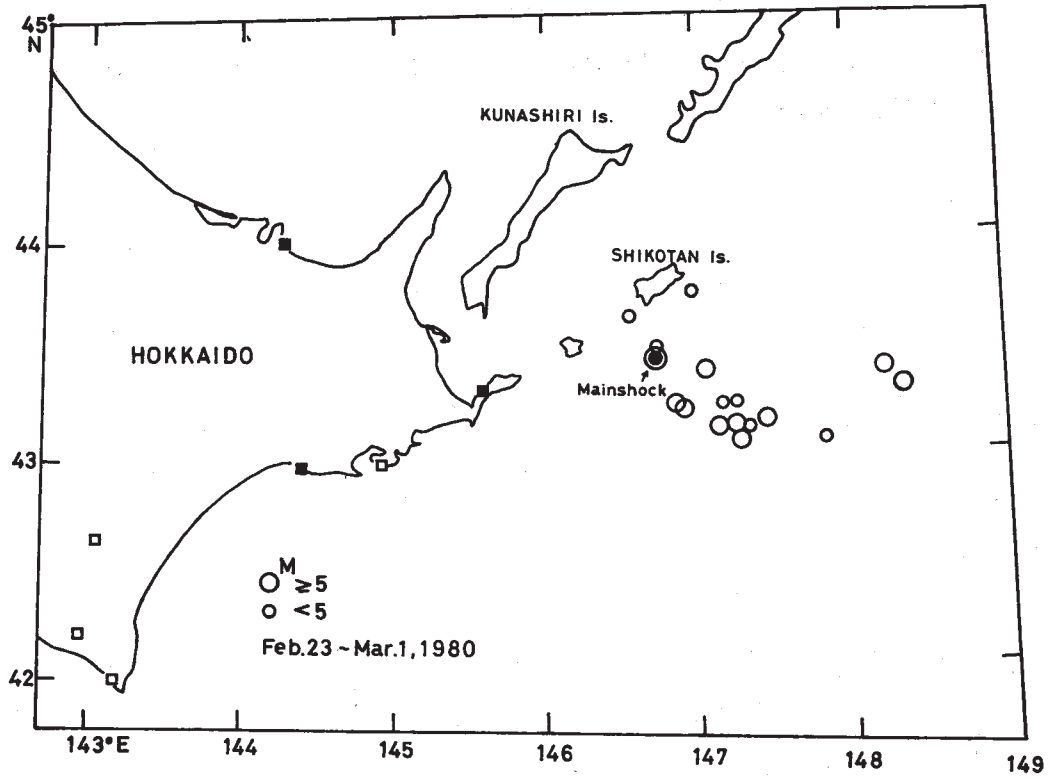 45°
N
KUNASHIRI Is.
44
SHIKOTAN Is.
HOKKAIDO
Mainshock
43
M
≧5
<5
Feb.23~Mar.1,1980
42
143°E 144 145 146 147 148 149